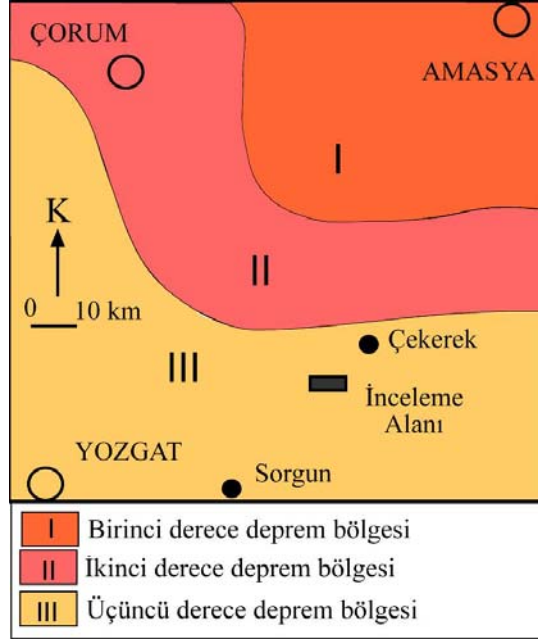 ÇORUM
AMASYA
I
K
II
0 10 km
Çekerek
III
İnceleme
Alanı
YOZGAT
Sorgun
I Birinci derece deprem bölgesi
II İkinci derece deprem bölgesi
III Üçüncü derece deprem bölgesi